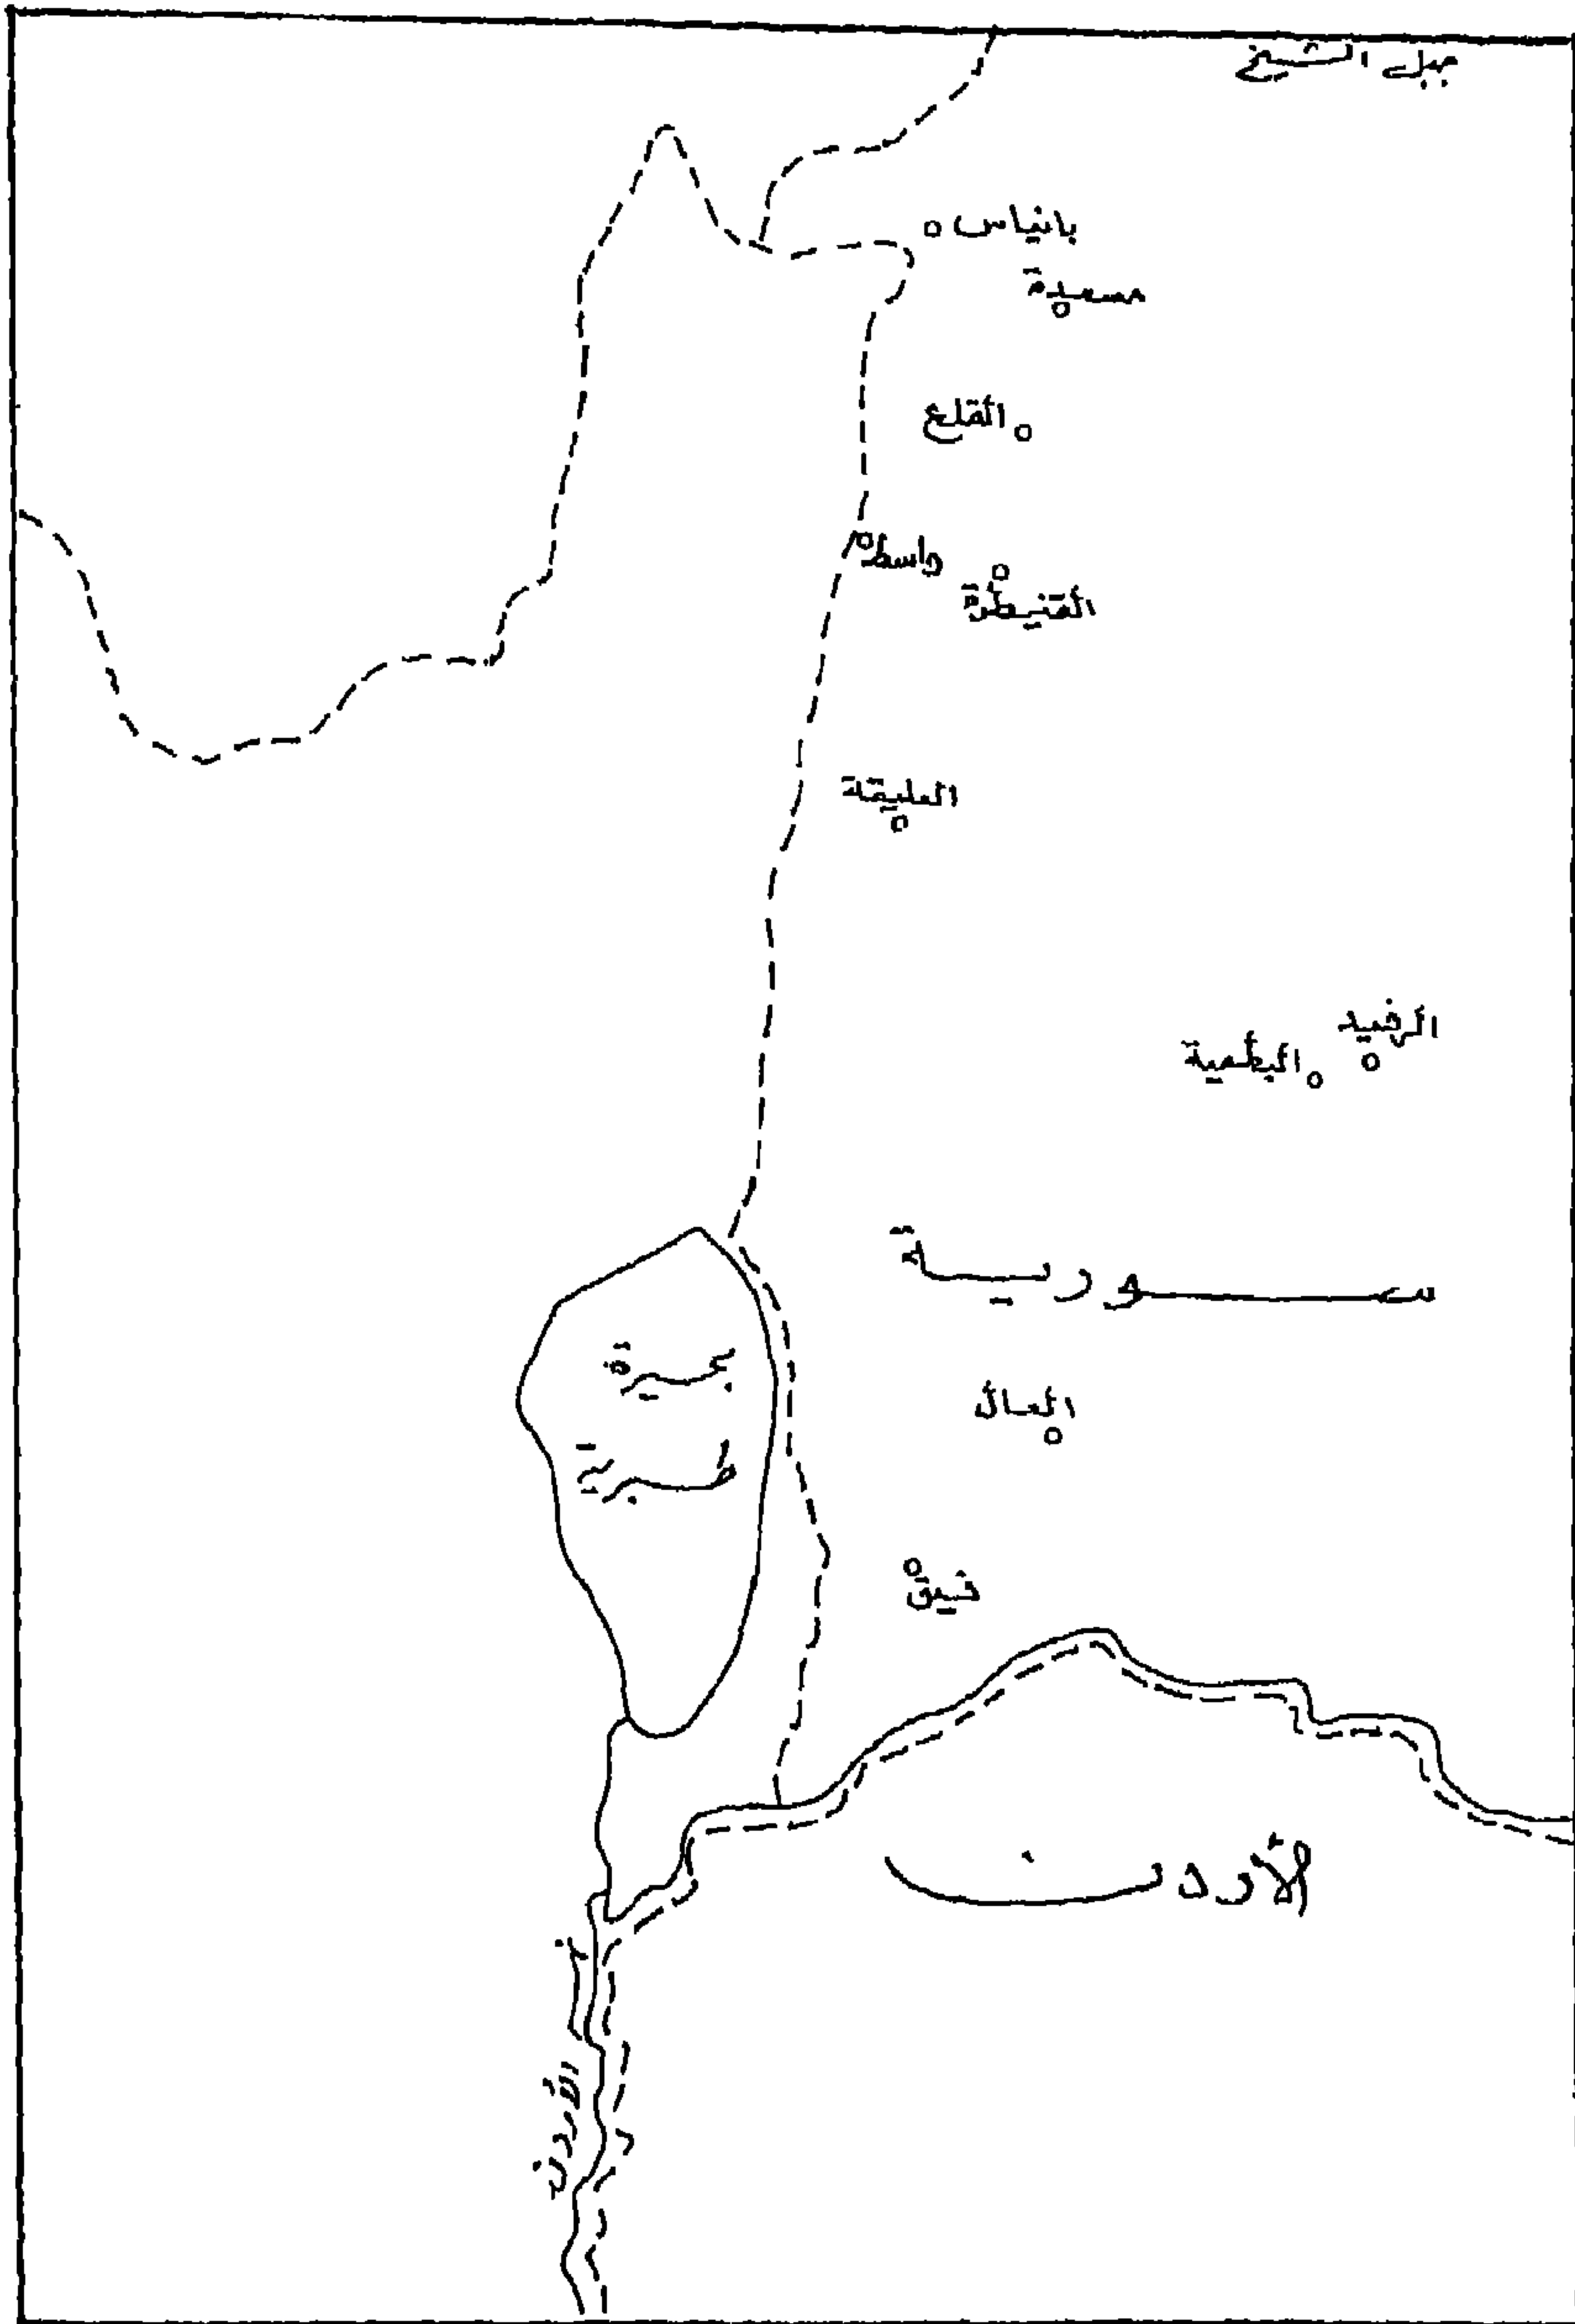 جبل الشيخ
بانياس
مسعدة
القلع
واسط
القنيطرة
العليقة
الرفيد
البطمية
سورية
بحيرة
طبرية
العال
فيق
الأردن
نهر الأردن